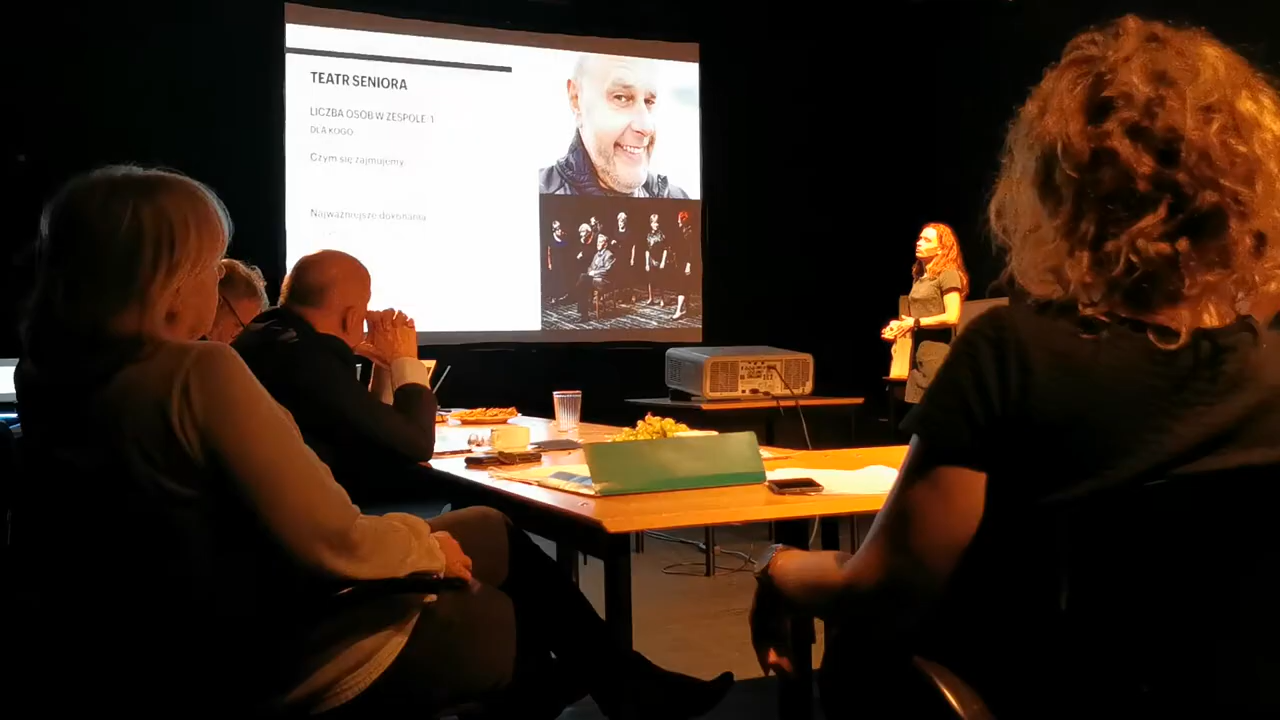 TEATR SENIORA
LICZBA OSÓB W ZESPOLE: 1
DLA KOGO
Czym się zajmujemy
Najważniejsze dokonania